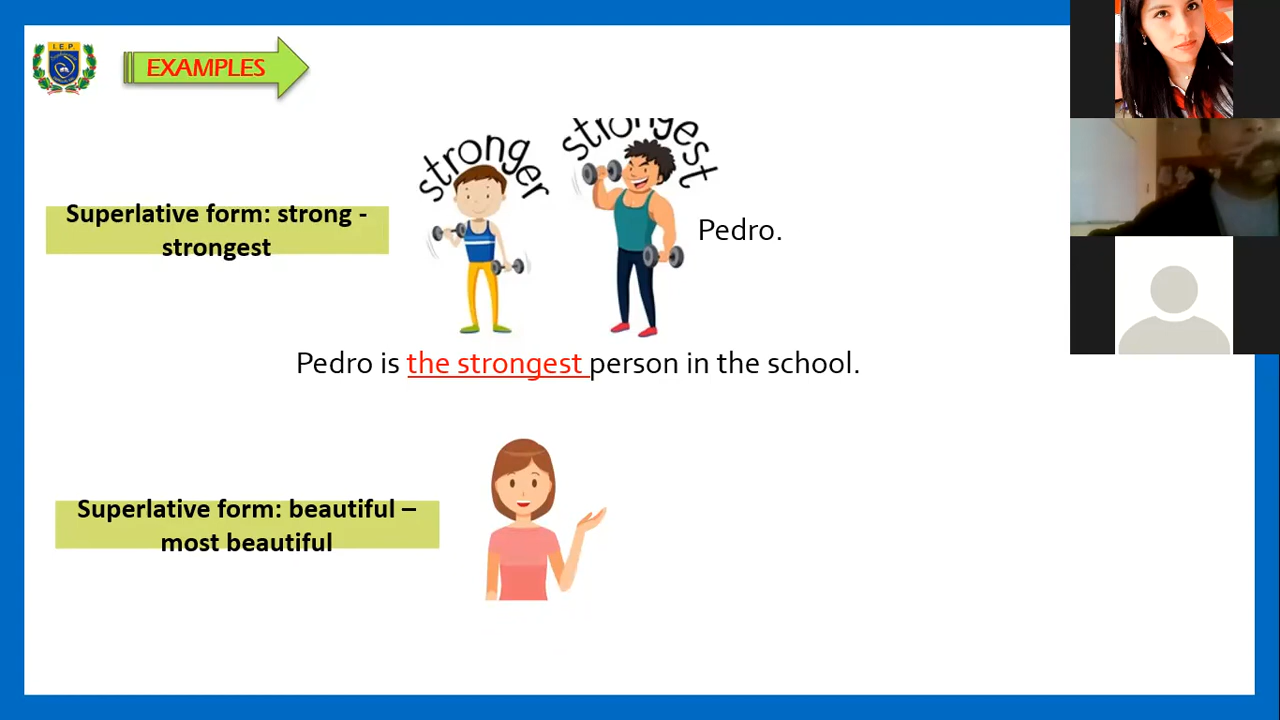 I.E.P.
EXAMPLES
stronger
strongest
Superlative form: strong -
strongest
Pedro.
Pedro is the strongest person in the school.
Superlative form: beautiful –
most beautiful